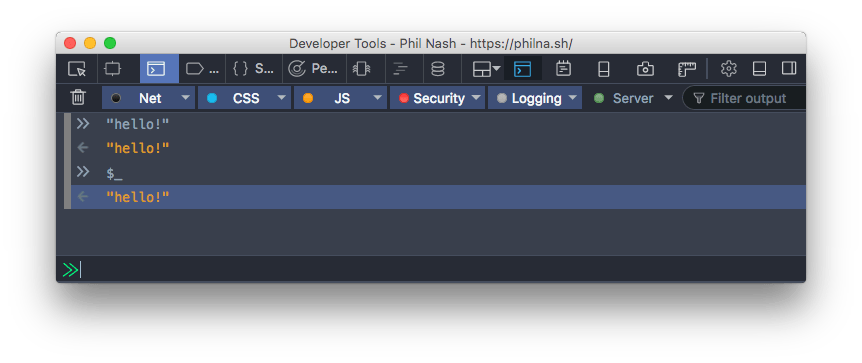 Developer Tools - Phil Nash - https://philna.sh/
... { } S... Pe...
Net CSS JS Security Logging Server Filter output
>> "hello!"
← "hello!"
>> $_
← "hello!"
>>